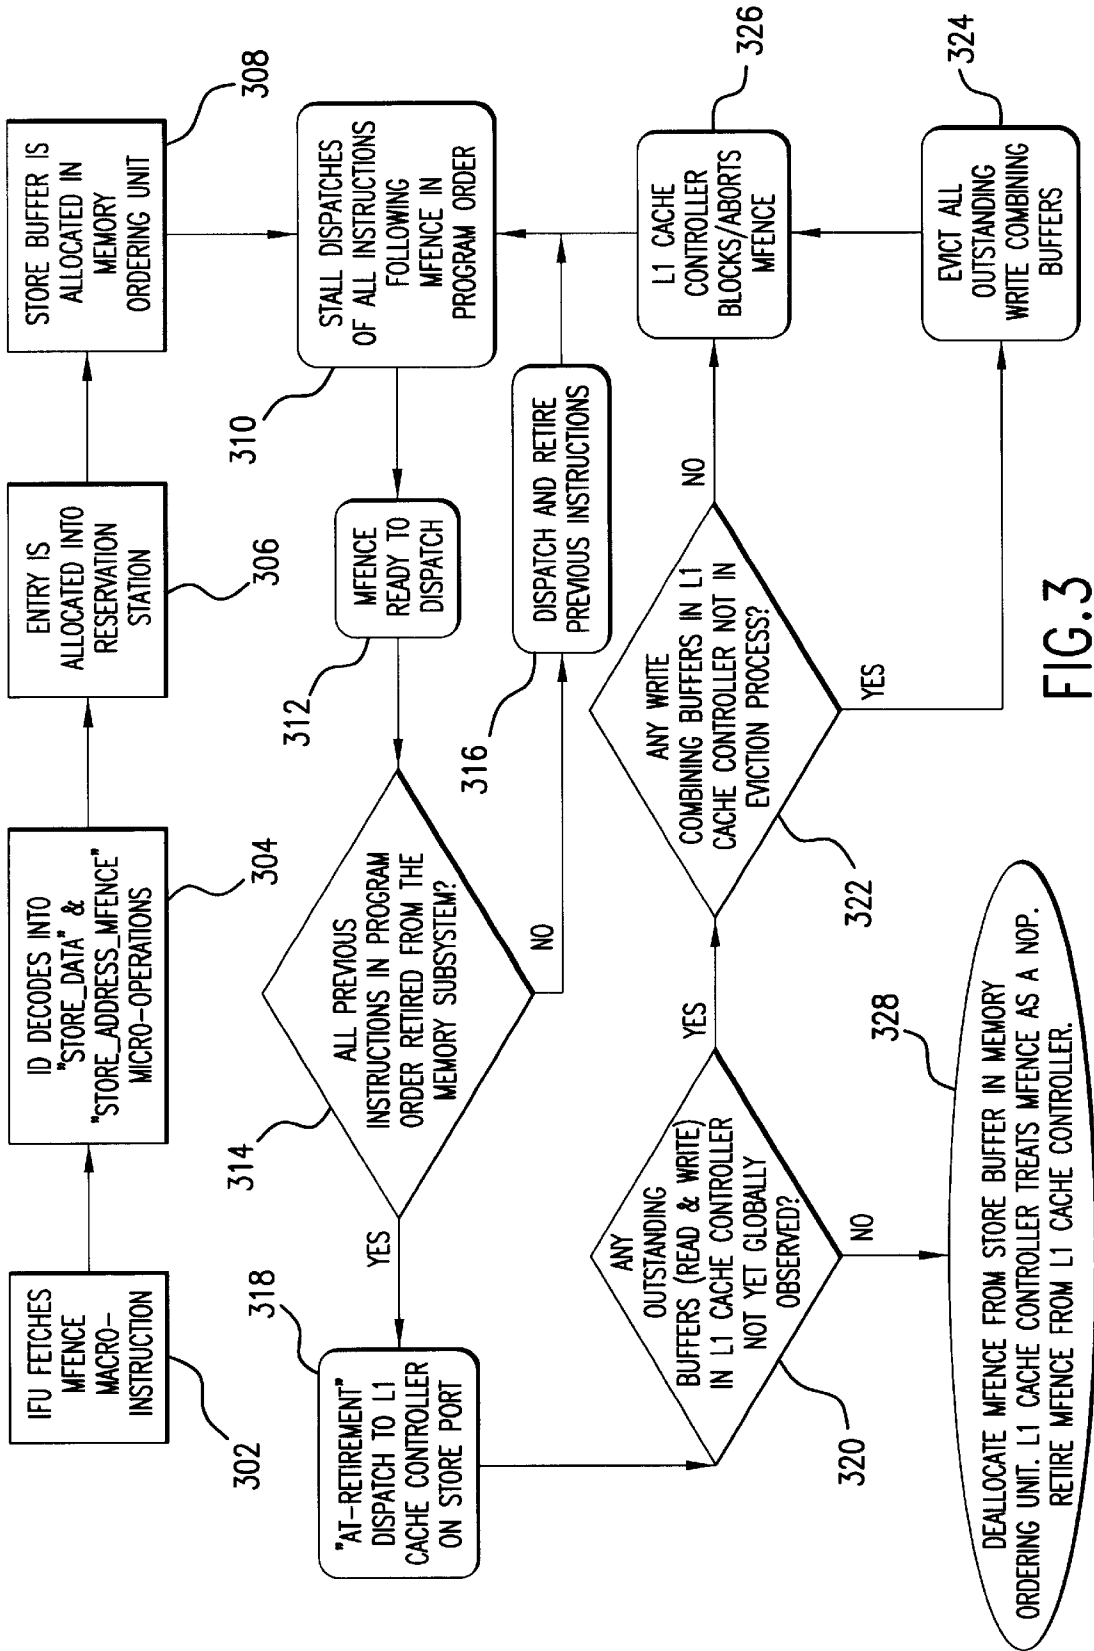 IFU FETCHES
MFENCE
MACRO-
INSTRUCTION
302
ID DECODES INTO
"STORE_DATA" &
"STORE_ADDRESS_MFENCE"
MICRO-OPERATIONS
304
ENTRY IS
ALLOCATED INTO
RESERVATION
STATION
306
STORE BUFFER IS
ALLOCATED IN
MEMORY
ORDERING UNIT
308
STALL DISPATCHES
OF ALL INSTRUCTIONS
FOLLOWING
MFENCE IN
PROGRAM ORDER
310
MFENCE
READY TO
DISPATCH
312
ALL PREVIOUS
INSTRUCTIONS IN PROGRAM
ORDER RETIRED FROM THE
MEMORY SUBSYSTEM?
314
YES
NO
DISPATCH AND RETIRE
PREVIOUS INSTRUCTIONS
316
"AT-RETIREMENT"
DISPATCH TO L1
CACHE CONTROLLER
ON STORE PORT
318
ANY
OUTSTANDING
BUFFERS (READ & WRITE)
IN L1 CACHE CONTROLLER
NOT YET GLOBALLY
OBSERVED?
320
YES
NO
ANY WRITE
COMBINING BUFFERS IN L1
CACHE CONTROLLER NOT IN
EVICTION PROCESS?
322
NO
YES
L1 CACHE
CONTROLLER
BLOCKS/ABORTS
MFENCE
326
EVICT ALL
OUTSTANDING
WRITE COMBINING
BUFFERS
324
DEALLOCATE MFENCE FROM STORE BUFFER IN MEMORY
ORDERING UNIT. L1 CACHE CONTROLLER TREATS MFENCE AS A NOP.
RETIRE MFENCE FROM L1 CACHE CONTROLLER.
328
FIG.3